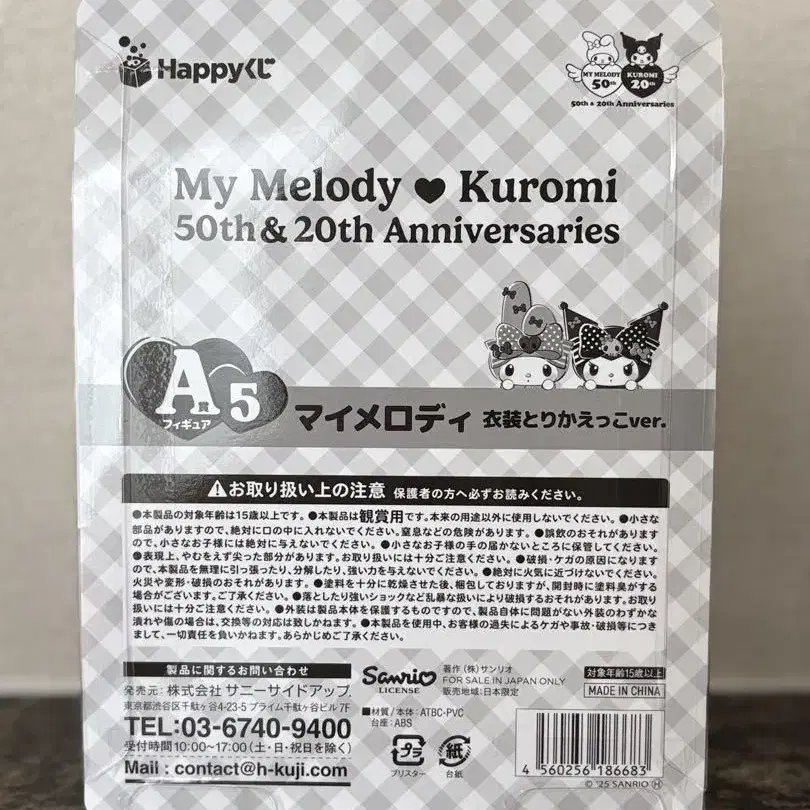 Happyくじ
MY MELODY 50th KUROMI 20th
50th & 20th Anniversaries
My Melody ♥ Kuromi
50th & 20th Anniversaries
A賞 5
フィギュア
マイメロディ 衣装とりかえっこver.
⚠お取り扱い上の注意 保護者の方へ必ずお読みください。
●本製品の対象年齢は15歳以上です。●本製品は観賞用です。本来の用途以外に使用しないでください。●小さな
部品がありますので、絶対に口の中に入れないでください。窒息などの危険があります。●誤飲のおそれがあります
ので、小さなお子様には絶対に与えないでください。●小さなお子様の手の届かないところに保管してください。
●表現上、やむをえず尖った部分があります。お取り扱いには十分ご注意ください。●破損・ケガの原因になります
ので、本製品を無理に引っ張ったり、分解したり、強い力を与えないでください。●絶対に火気に近づけないでください。
火災や変形・破損のおそれがあります。●塗料を十分に乾燥させた後、梱包しておりますが、開封時に塗料臭がする
場合がございます。ご了承ください。●落としたり強いショックなど乱暴な扱いにより破損するおそれがあります。お取り
扱いには十分ご注意ください。●外装は製品本体を保護するものですので、製品自体に問題がない外装のわずかな
潰れや傷の場合は、交換等の対応は致しかねます。●本製品を使用中、お客様の過失によるケガや事故・破損等につき
まして、一切責任を負いかねます。あらかじめご了承ください。
製品に関するお問い合わせ
発売元：株式会社 サニーサイドアップ
東京都渋谷区千駄ヶ谷4-23-5 プライム千駄ヶ谷ビル 7F
TEL:03-6740-9400
受付時間10:00~17:00(土・日・祝日を除く)
Mail : contact@h-kuji.com
Sanrio
LICENSE
著作（株）サンリオ
FOR SALE IN JAPAN ONLY
販売地域：日本限定
■材質/本体：ATBC-PVC
台座：ABS
プラ
ブリスター
紙
台紙
対象年齢15歳以上
MADE IN CHINA
4 560256 186683
© '25 SANRIO Ⓗ